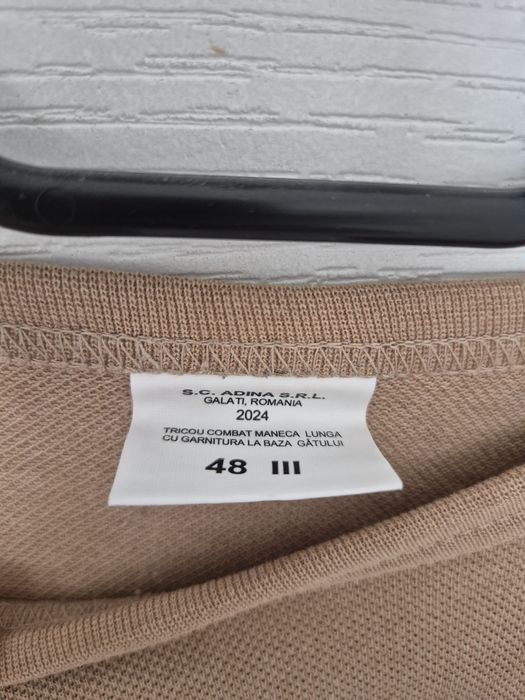 S.C. ADINA S.R.L.
GALATI, ROMANIA
2024
TRICOU COMBAT MANECA LUNGA
CU GARNITURA LA BAZA GÂTULUI
48 III